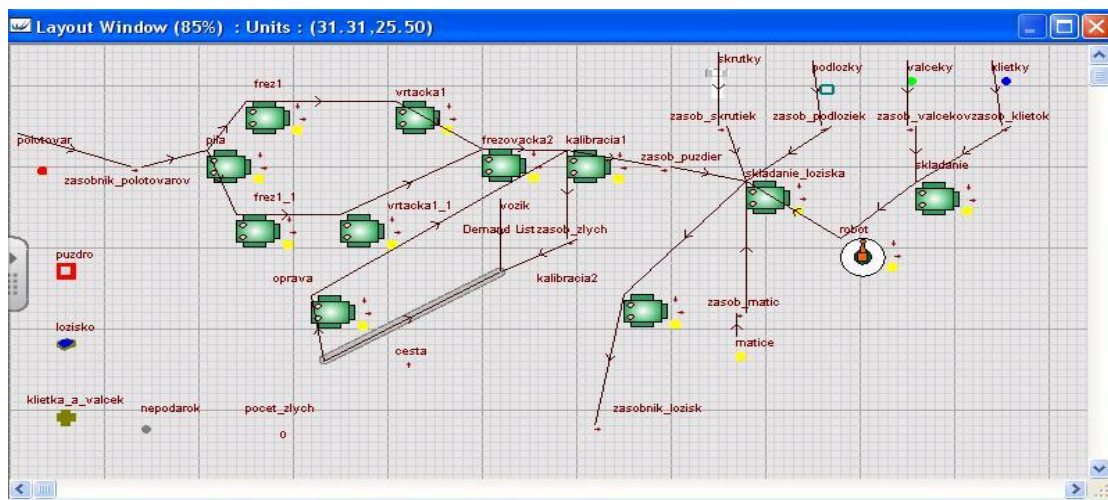 Layout Window (85%) : Units : (31.31,25.50)
skrutky
podlozky
valceky
klietky
frez1
vrtacka1
zasob_skrutiek
zasob_podloziek
zasob_valcekov
zasob_klietok
polotovar
pila
frezovacka2
kalibracia1
zasob_puzdier
skladanie_loziska
skladanie
zasobnik_polotovarov
frez1_1
vrtacka1_1
vozik
Demand List
zasob_zlych
robot
puzdro
oprava
kalibracia2
zasob_matic
lozisko
cesta
matice
klietka_a_valcek
nepodarok
pocet_zlych
zasobnik_lozisk
0